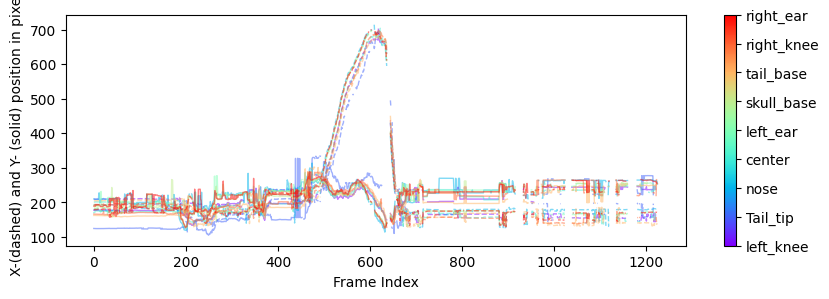 X-(dashed) and Y- (solid) position in pixe
700
600
500
400
300
200
100
0
200
400
600
800
1000
1200
Frame Index
right_ear
right_knee
tail_base
skull_base
left_ear
center
nose
Tail_tip
left_knee